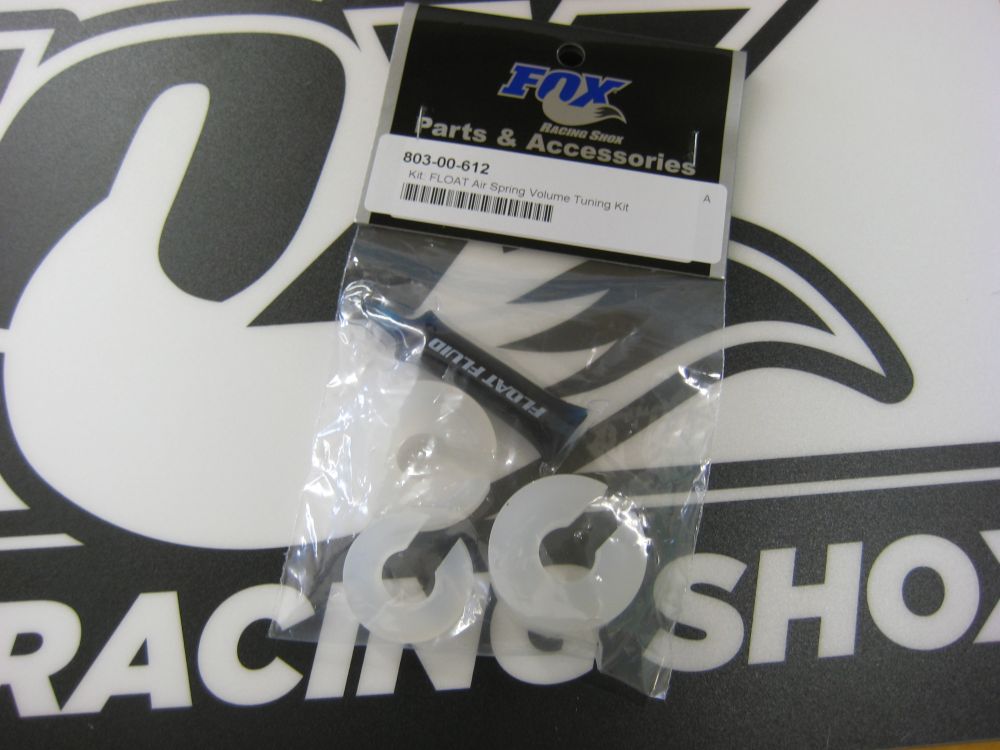 FOX
RACING SHOX
Parts & Accessories
803-00-612
Kit: FLOAT Air Spring Volume Tuning Kit
A
FLOAT FLUID
RACING SHOX